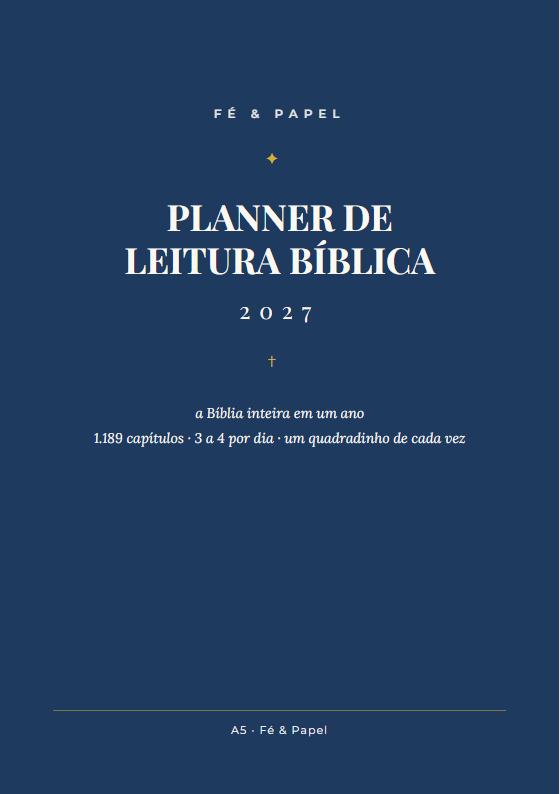 FÉ & PAPEL
PLANNER DE
LEITURA BÍBLICA
2027
a Bíblia inteira em um ano
1.189 capítulos · 3 a 4 por dia · um quadradinho de cada vez
A5 · Fé & Papel